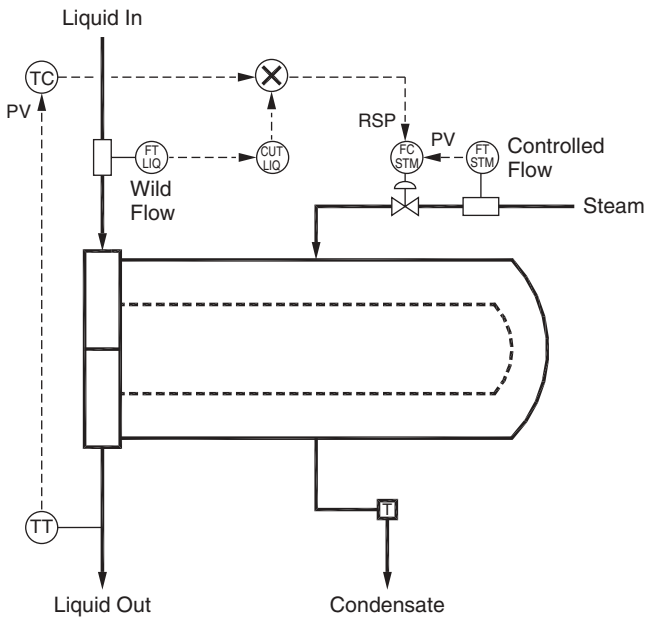 Liquid In
TC
PV
FT
LIQ
CUT
LIQ
Wild
Flow
RSP
FC
STM
PV
FT
STM
Controlled
Flow
Steam
TT
T
Liquid Out
Condensate